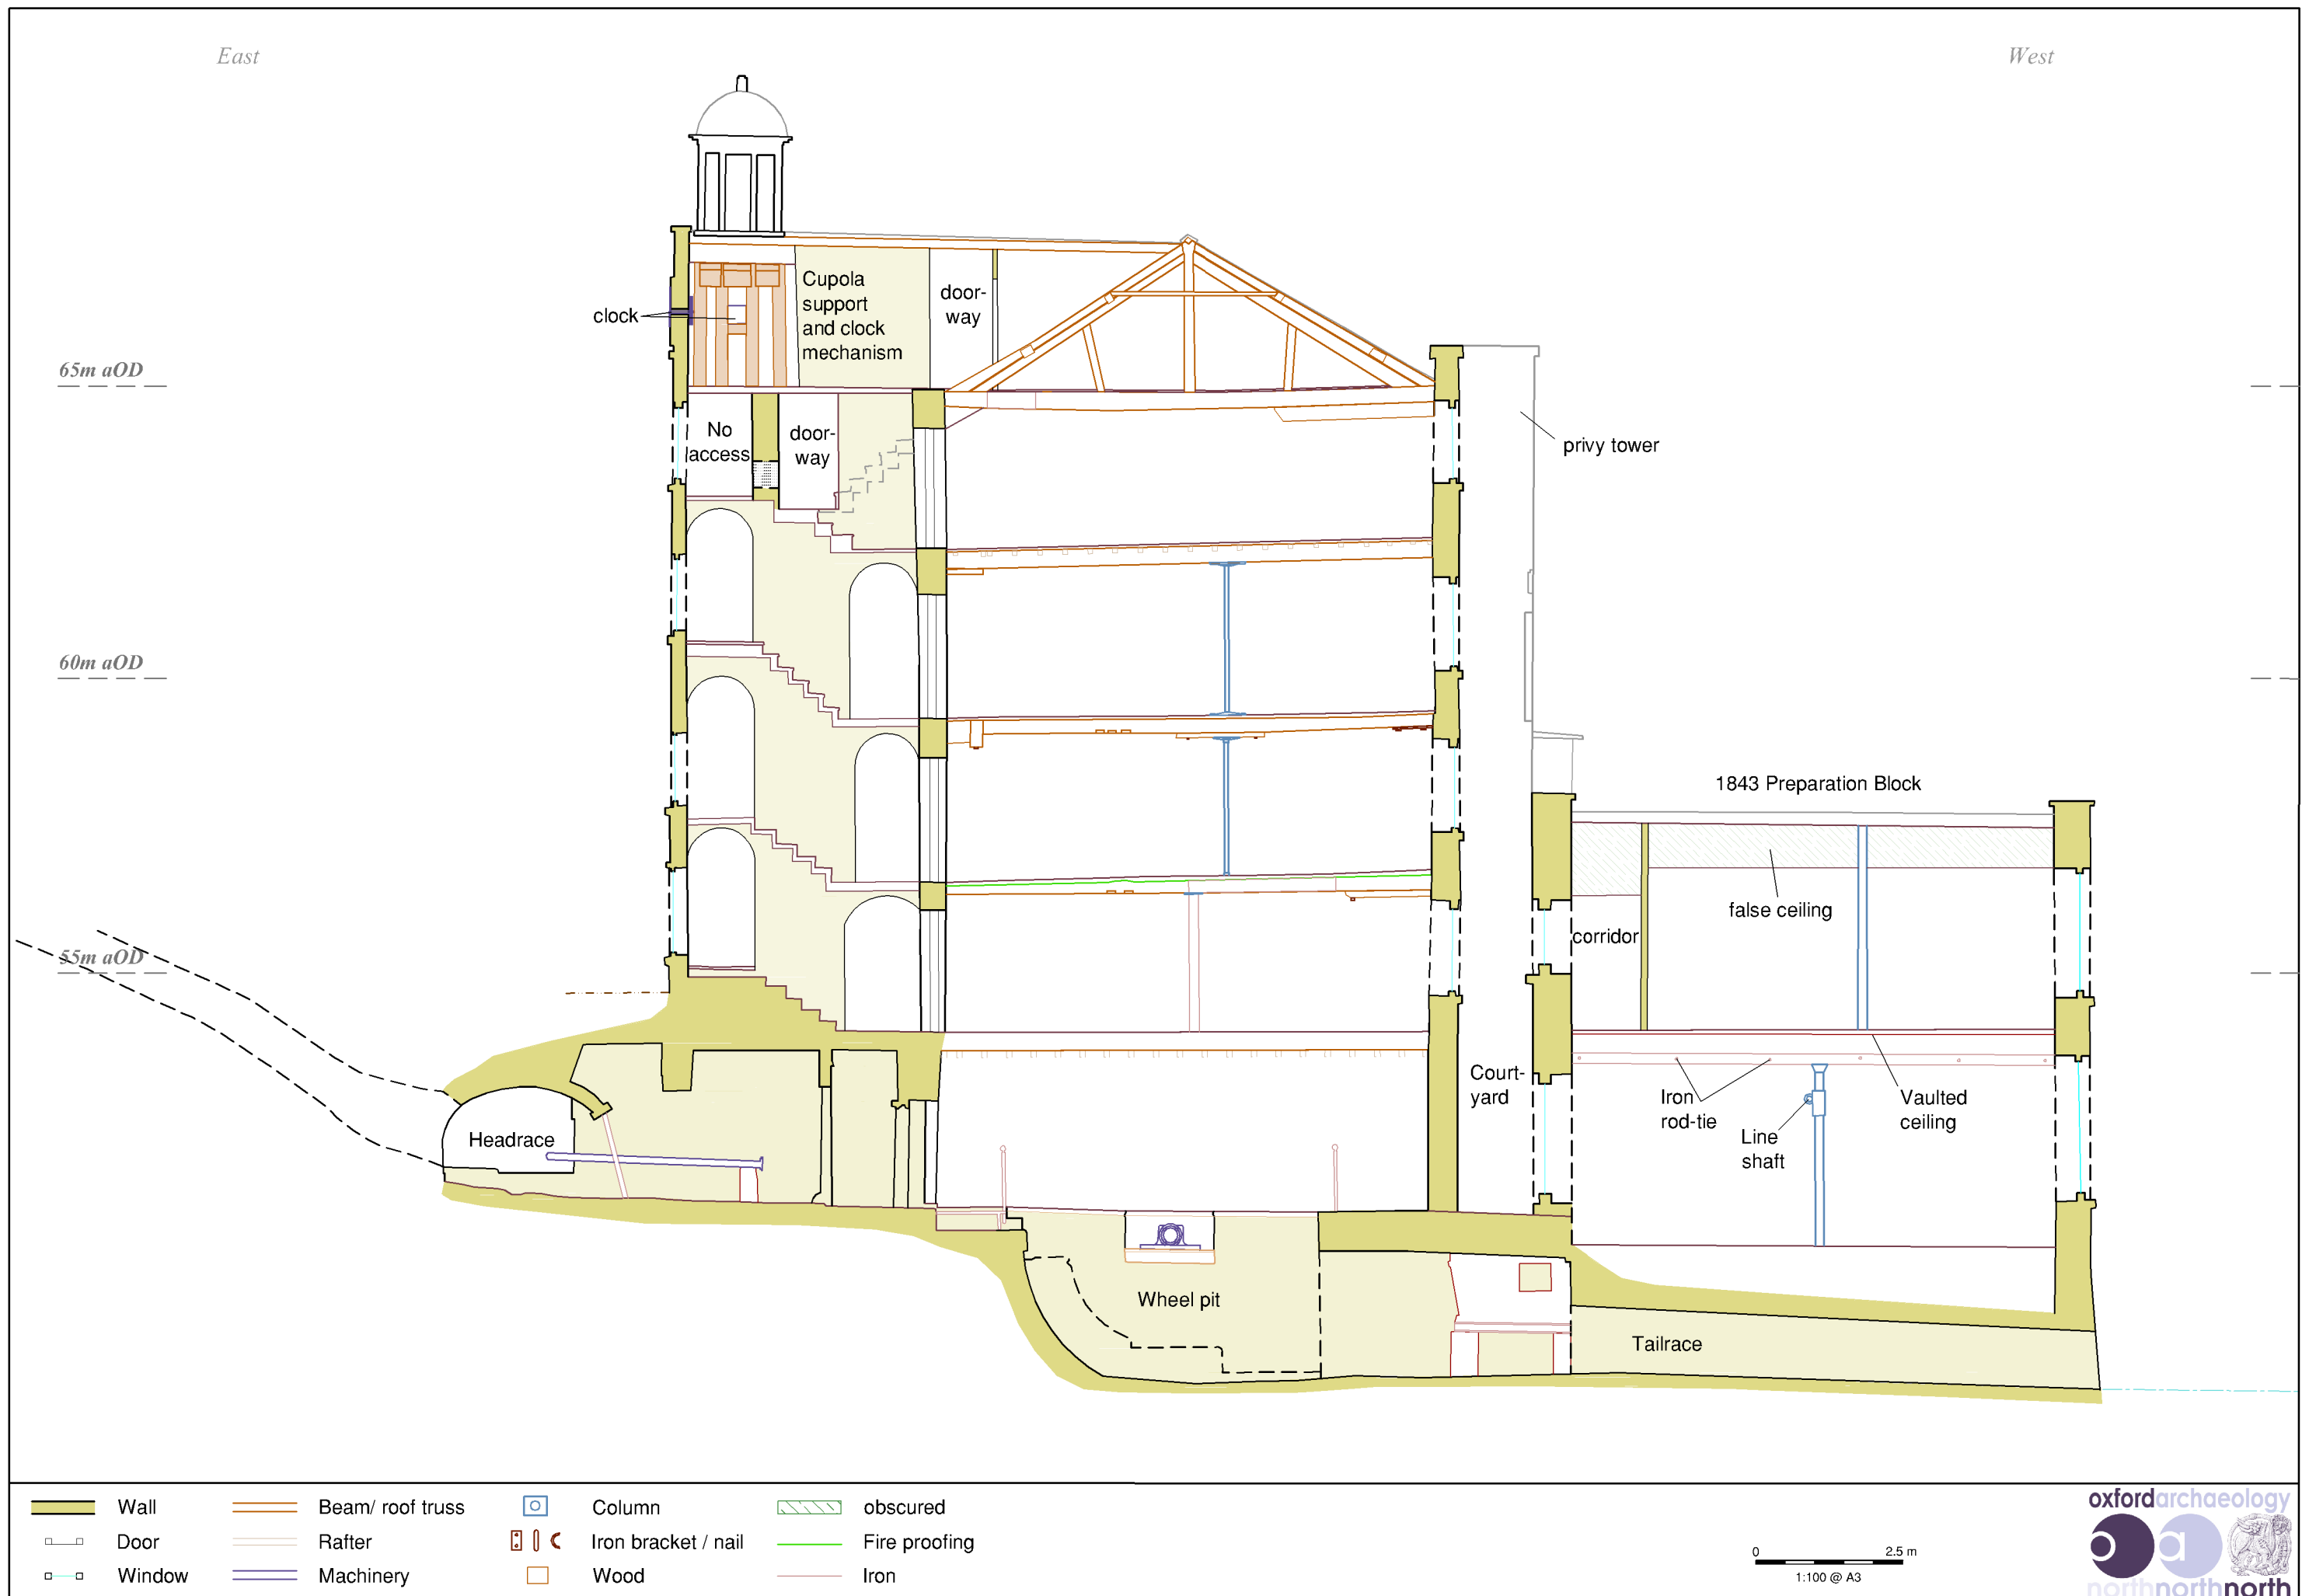 East
West
Cupola
support
and clock
mechanism
door-
way
clock
65m aOD
No
access
door-
way
privy tower
60m aOD
1843 Preparation Block
false ceiling
corridor
55m aOD
Court-
yard
Iron
rod-tie
Vaulted
ceiling
Line
shaft
Headrace
Wheel pit
Tailrace
Wall
Beam/ roof truss
Column
obscured
Door
Rafter
Iron bracket / nail
Fire proofing
Window
Machinery
Wood
Iron
0 2.5 m
1:100 @ A3
oxfordarchaeology
oa
northnorthnorth